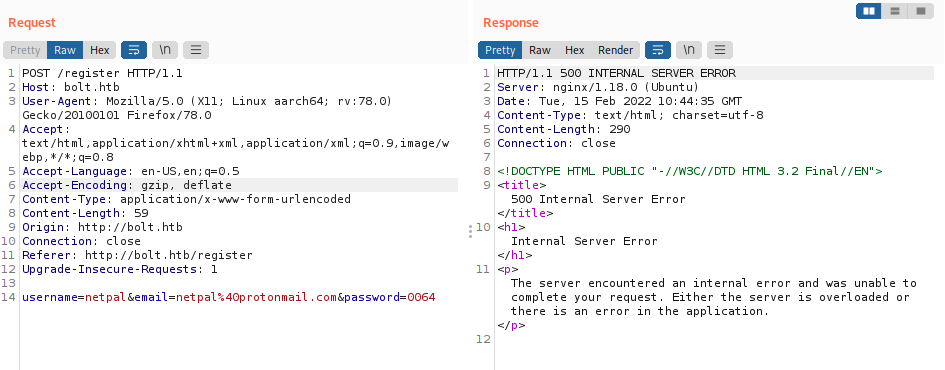 Request
Pretty Raw Hex \n
1 POST /register HTTP/1.1
2 Host: bolt.htb
3 User-Agent: Mozilla/5.0 (X11; Linux aarch64; rv:78.0)
Gecko/20100101 Firefox/78.0
4 Accept:
text/html,application/xhtml+xml,application/xml;q=0.9,image/w
ebp,*/*;q=0.8
5 Accept-Language: en-US,en;q=0.5
6 Accept-Encoding: gzip, deflate
7 Content-Type: application/x-www-form-urlencoded
8 Content-Length: 59
9 Origin: http://bolt.htb
10 Connection: close
11 Referer: http://bolt.htb/register
12 Upgrade-Insecure-Requests: 1
13
14 username=netpal&email=netpal%40protonmail.com&password=0064
Response
Pretty Raw Hex Render \n
1 HTTP/1.1 500 INTERNAL SERVER ERROR
2 Server: nginx/1.18.0 (Ubuntu)
3 Date: Tue, 15 Feb 2022 10:44:35 GMT
4 Content-Type: text/html; charset=utf-8
5 Content-Length: 290
6 Connection: close
7
8 <!DOCTYPE HTML PUBLIC "-//W3C//DTD HTML 3.2 Final//EN">
9 <title>
500 Internal Server Error
</title>
10 <h1>
Internal Server Error
</h1>
11 <p>
The server encountered an internal error and was unable to
complete your request. Either the server is overloaded or
there is an error in the application.
</p>
12